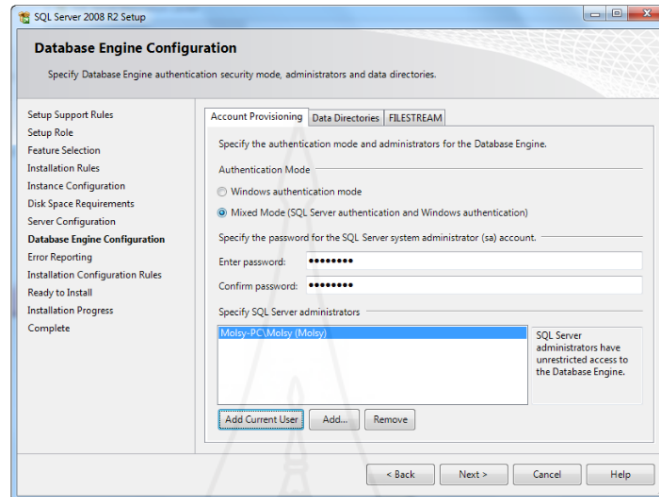 SQL Server 2008 R2 Setup
Database Engine Configuration
Specify Database Engine authentication security mode, administrators and data directories.
Setup Support Rules
Setup Role
Feature Selection
Installation Rules
Instance Configuration
Disk Space Requirements
Server Configuration
Database Engine Configuration
Error Reporting
Installation Configuration Rules
Ready to Install
Installation Progress
Complete
Account Provisioning Data Directories FILESTREAM
Specify the authentication mode and administrators for the Database Engine.
Authentication Mode
Windows authentication mode
Mixed Mode (SQL Server authentication and Windows authentication)
Specify the password for the SQL Server system administrator (sa) account.
Enter password: ●●●●●●●●
Confirm password: ●●●●●●●●
Specify SQL Server administrators
Molsy-PC\Molsy (Molsy)
SQL Server
administrators have
unrestricted access to
the Database Engine.
Add Current User Add... Remove
< Back Next > Cancel Help